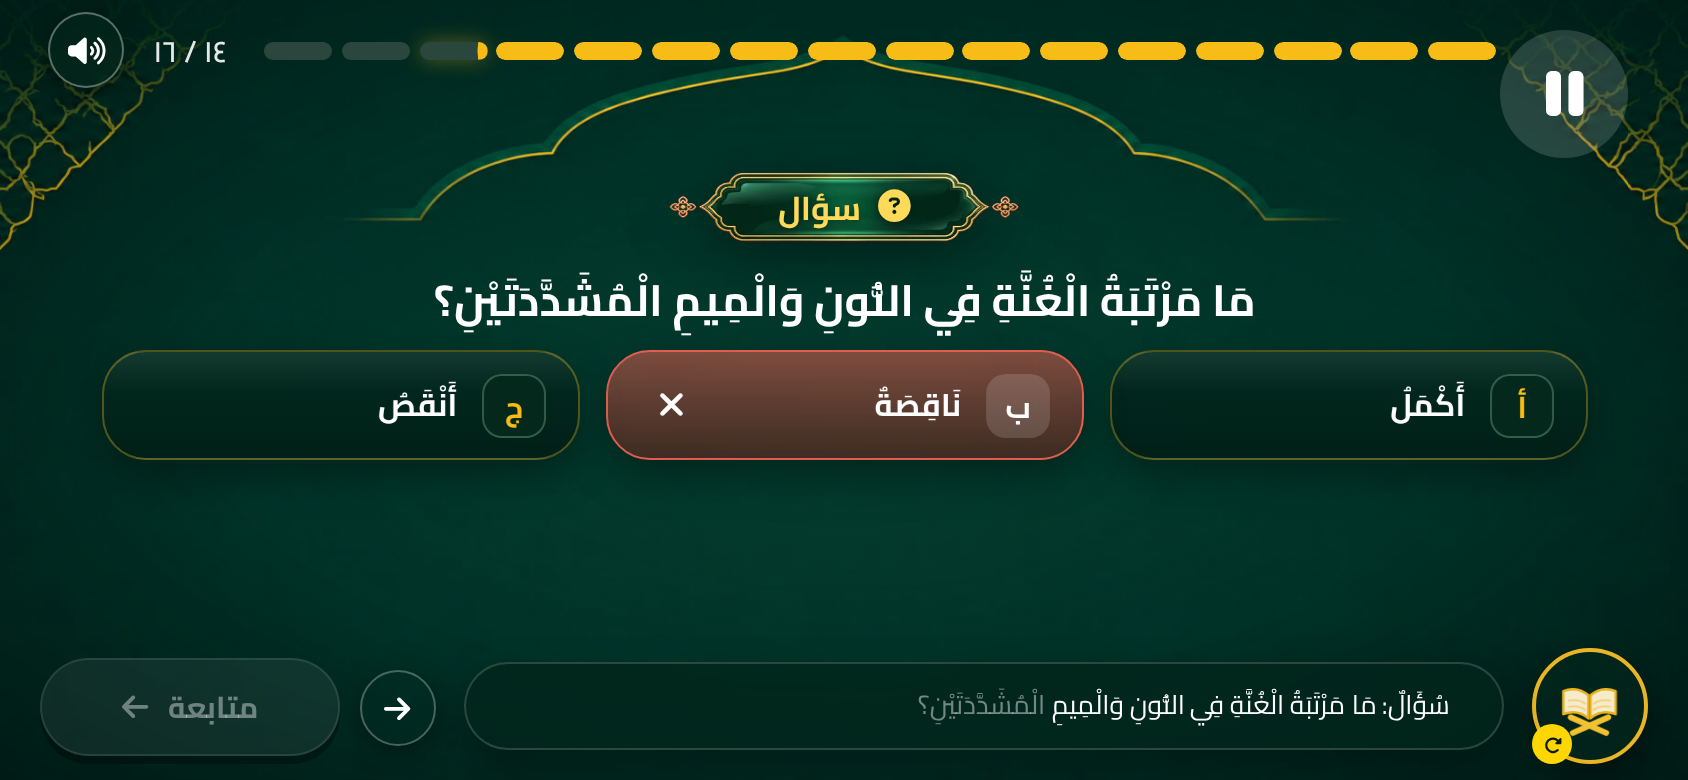 ١٤ / ١٦
سؤال
مَا مَرْتَبَةُ الْغُنَّةِ فِي النُّونِ وَالْمِيمِ الْمُشَدَّدَتَيْنِ؟
أ أَكْمَلُ
ب نَاقِصَةٌ
ج أَنْقَصُ
سُؤَالٌ: مَا مَرْتَبَةُ الْغُنَّةِ فِي النُّونِ وَالْمِيمِ الْمُشَدَّدَتَيْنِ؟
متابعة